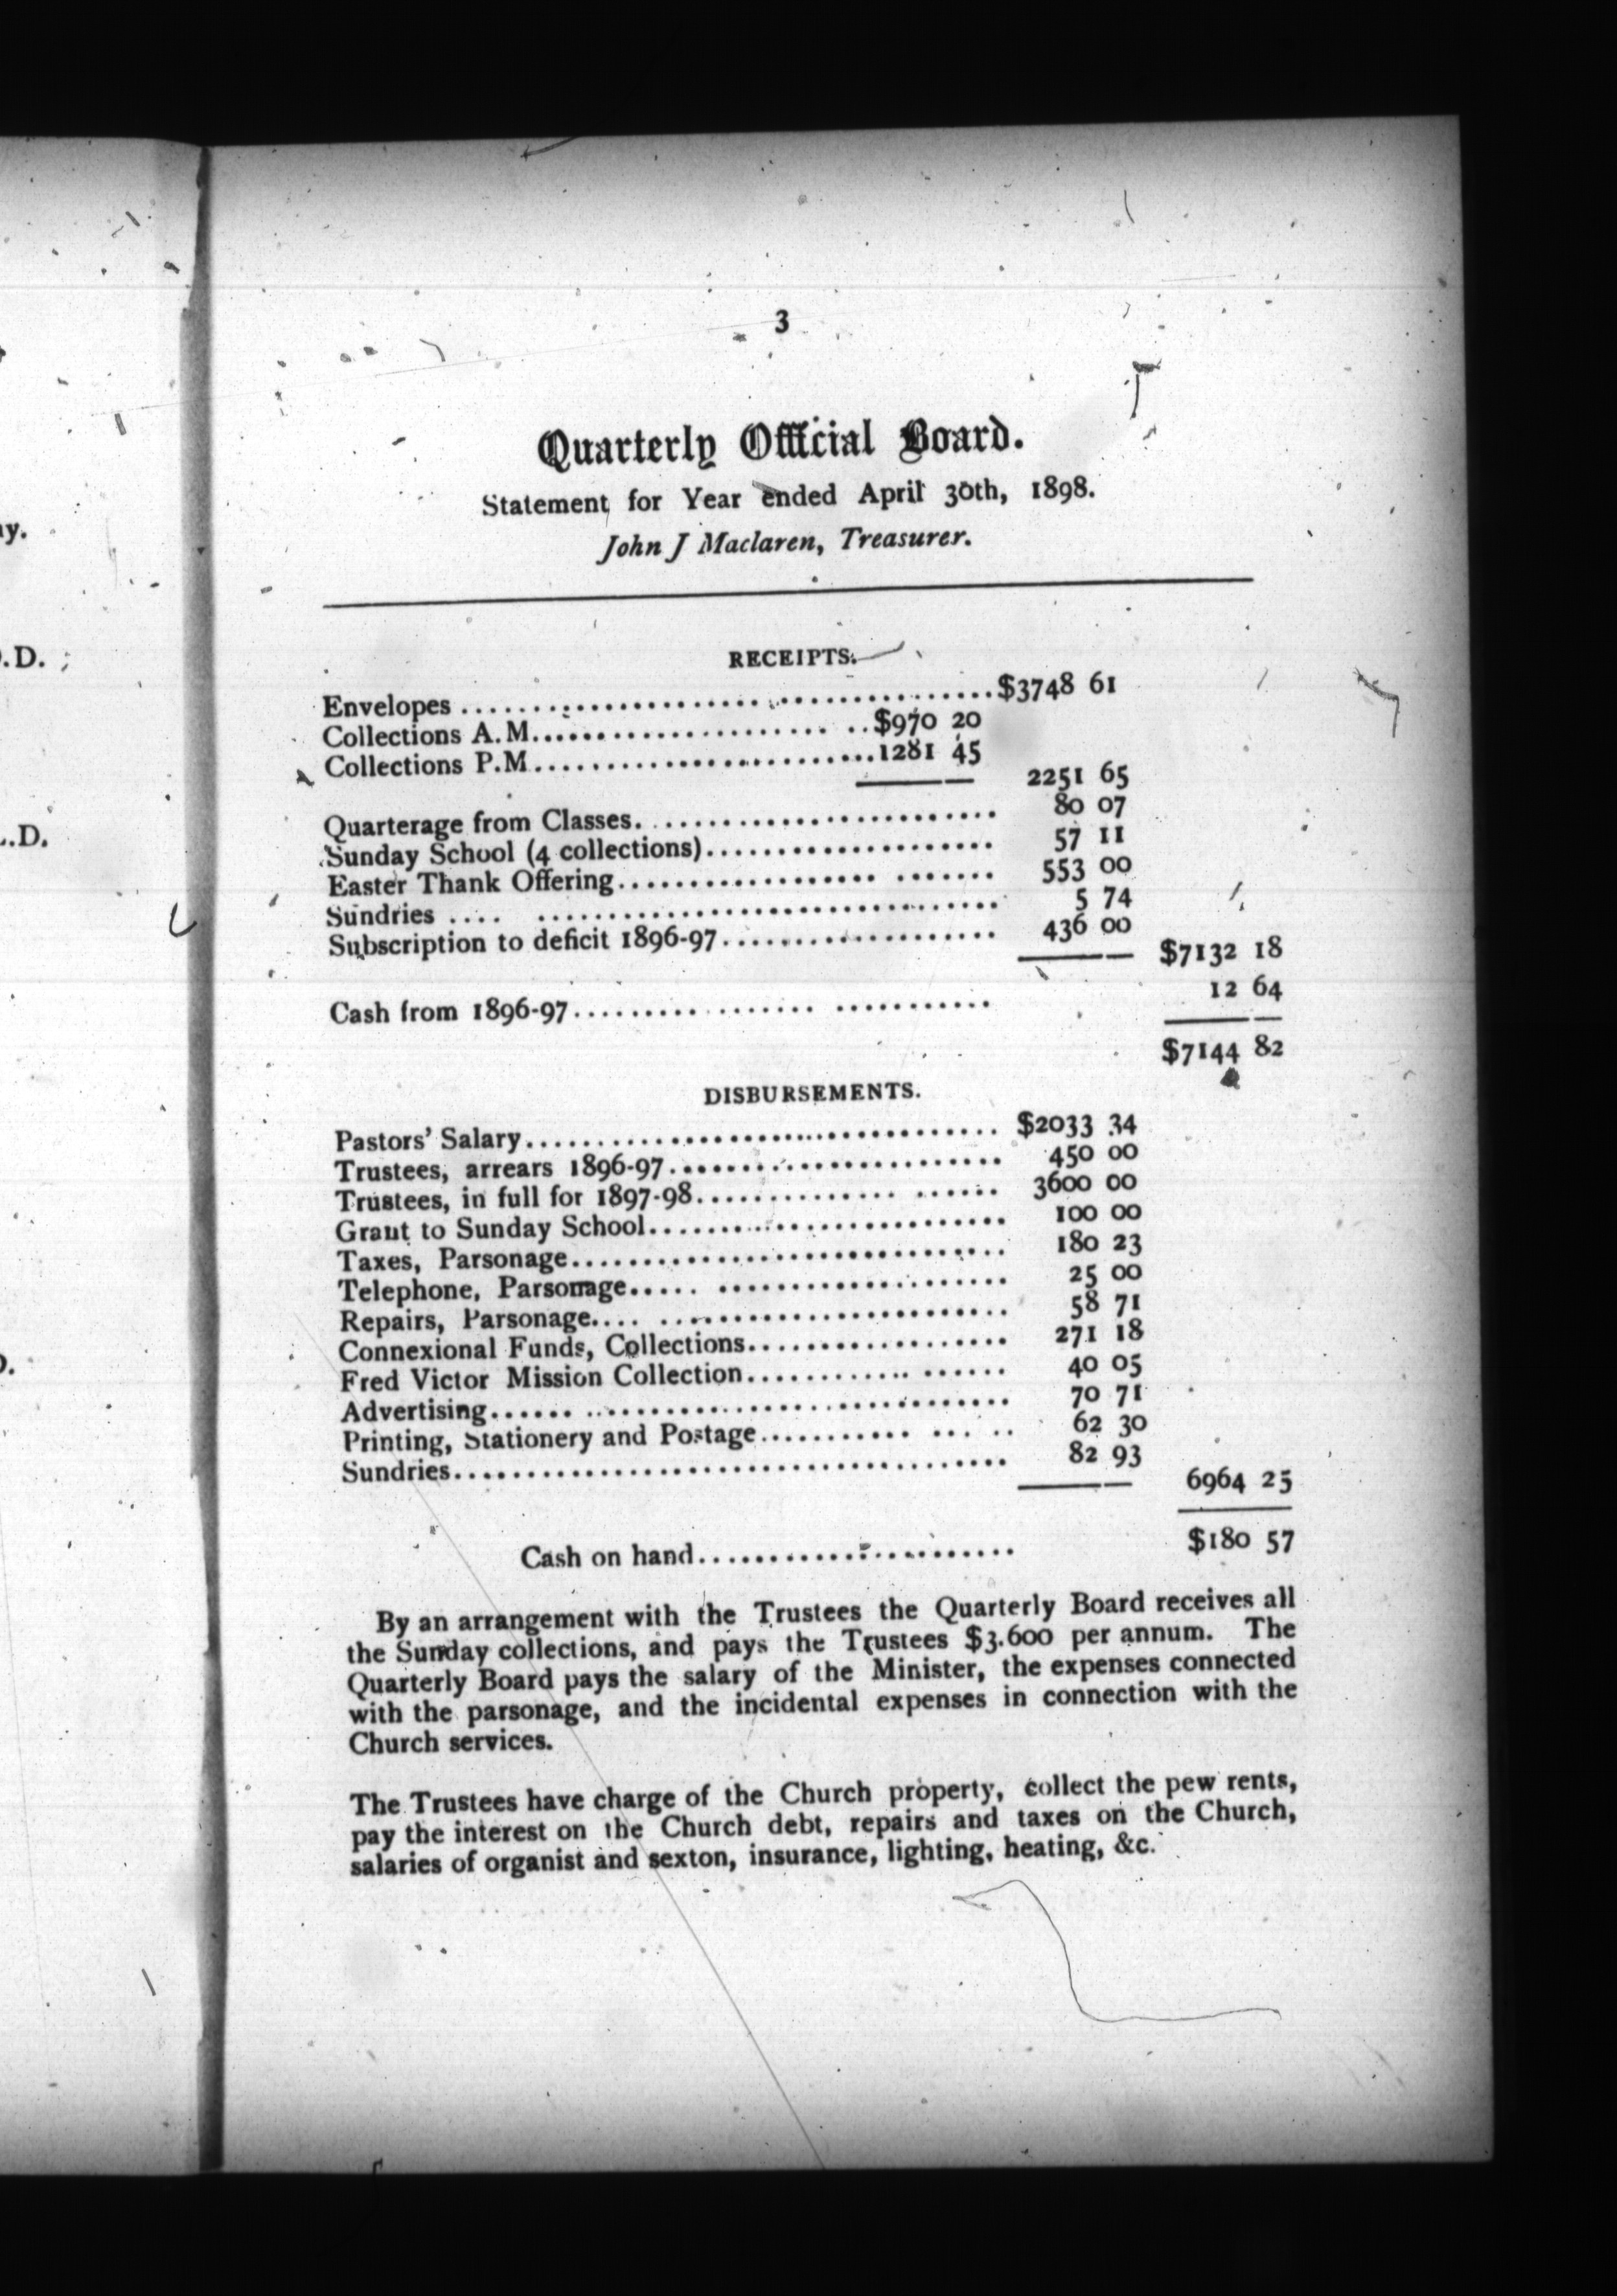 3
Quarterly Official Board.
Statement for Year ended April 30th, 1898.
John J Maclaren, Treasurer.
RECEIPTS.
Envelopes ........................................$3748 61
Collections A.M........................$970 20
Collections P.M........................1281 45
2251 65
Quarterage from Classes.......................... 80 07
Sunday School (4 collections).................... 57 11
Easter Thank Offering......................... 553 00
Sundries .... ................................. 5 74
Subscription to deficit 1896-97................... 436 00
$7132 18
Cash from 1896-97............................ 12 64
$7144 82
DISBURSEMENTS.
Pastors' Salary................................. $2033 34
Trustees, arrears 1896-97....................... 450 00
Trustees, in full for 1897-98.................... 3600 00
Grant to Sunday School......................... 100 00
Taxes, Parsonage............................... 180 23
Telephone, Parsonage..... .................... 25 00
Repairs, Parsonage.... ........................ 58 71
Connexional Funds, Collections.................. 271 18
Fred Victor Mission Collection............ ...... 40 05
Advertising...... .............................. 70 71
Printing, Stationery and Postage........... ... .. 62 30
Sundries....................................... 82 93
6964 25
$180 57
Cash on hand......................
By an arrangement with the Trustees the Quarterly Board receives all
the Sunday collections, and pays the Trustees $3.600 per annum. The
Quarterly Board pays the salary of the Minister, the expenses connected
with the parsonage, and the incidental expenses in connection with the
Church services.
The Trustees have charge of the Church property, collect the pew rents,
pay the interest on the Church debt, repairs and taxes on the Church,
salaries of organist and sexton, insurance, lighting, heating, &c.
.D. ;
.D.